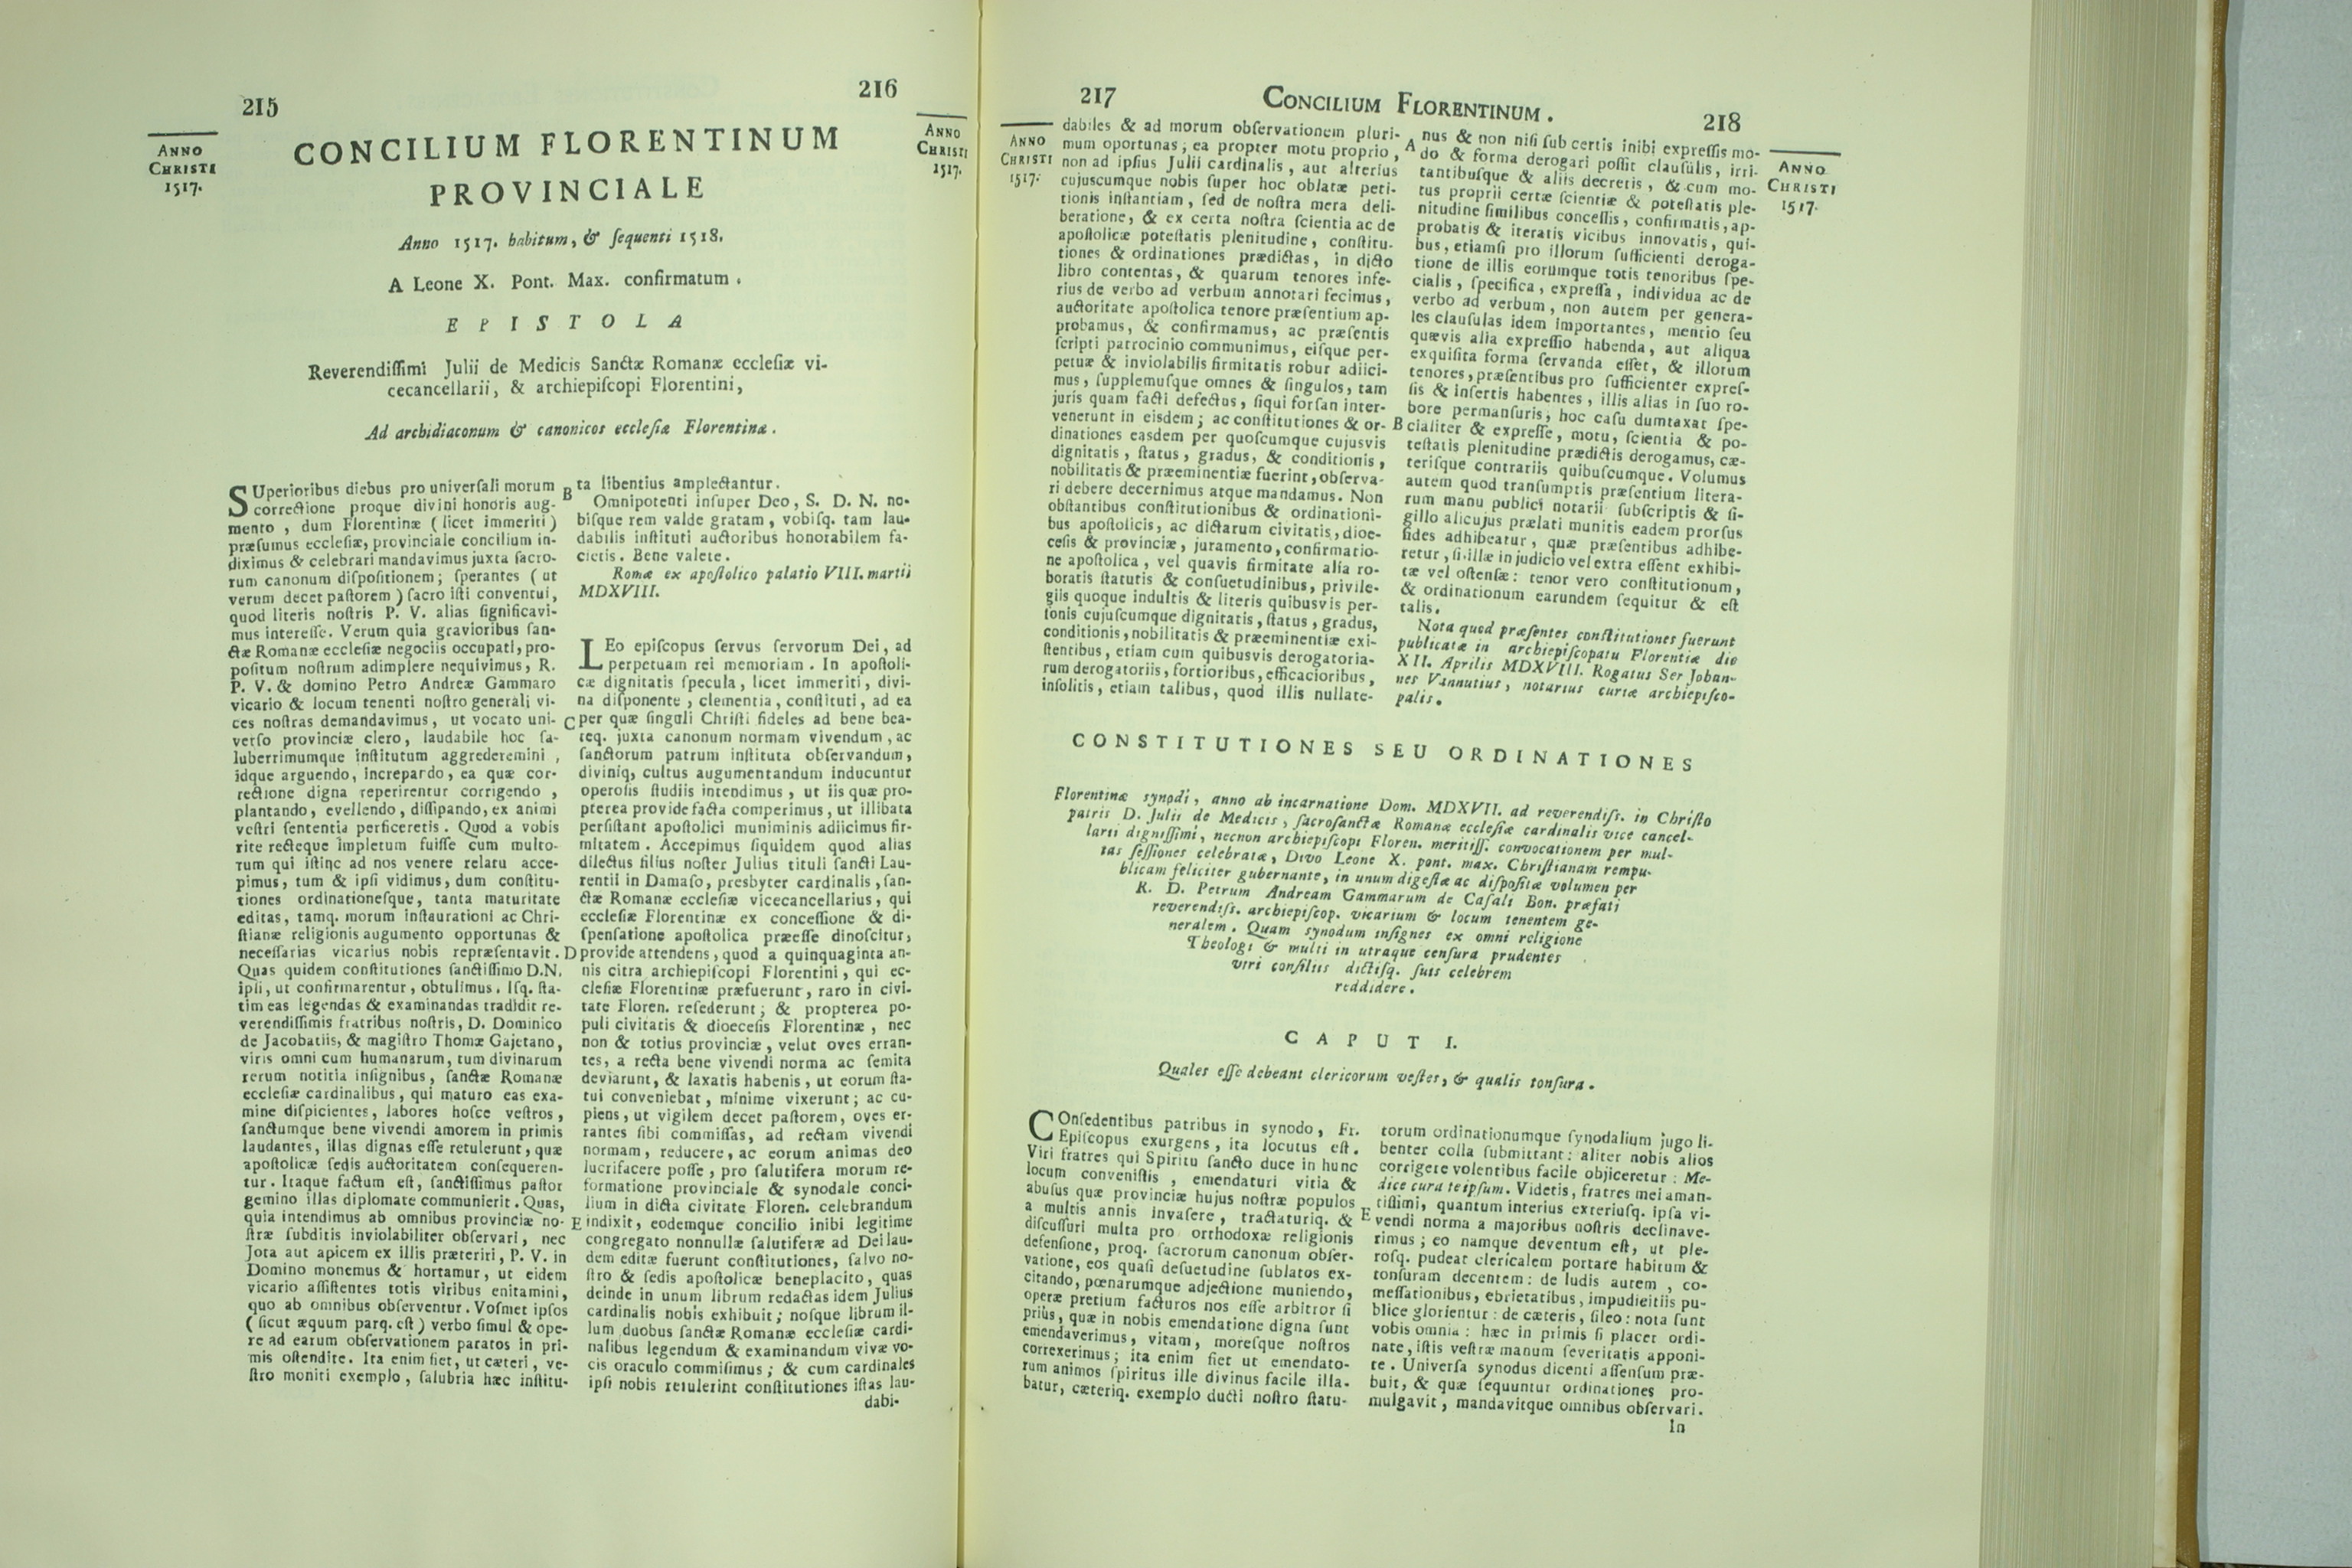 215
216
ANNO
CHRISTI
1517.
ANNO
CHRISTI
1517.
CONCILIUM FLORENTINUM
PROVINCIALE
Anno 1517. habitum, & ſequenti 1518.
A Leone X. Pont. Max. confirmatum.
EPISTOLA
Reverendiſſimi Julii de Medicis Sanctæ Romanæ eccleſiæ vi-
cecancellarii, & archiepiſcopi Florentini,
Ad archidiaconum & canonicos eccleſiæ Florentinæ.
SUperioribus diebus pro univerſali morum
correctione proque divini honoris aug-
mento, dum Florentinæ (licet immeriti)
præſumus eccleſiæ, provinciale concilium in-
diximus & celebrari mandavimus juxta ſacro-
rum canonum diſpoſitionem; ſperantes (ut
verum decet paſtorem) ſacro iſti conventui,
quod literis noſtris P. V. alias ſignificavi-
mus intereſſe. Verum quia gravioribus ſan-
ctæ Romanæ eccleſiæ negociis occupati, pro-
poſitum noſtrum adimplere nequivimus, R.
P. V. & domino Petro Andreæ Gammaro
vicario & locum tenenti noſtro generali vi-
ces noſtras demandavimus, ut vocato uni-
verſo provinciæ clero, laudabile hoc ſa-
luberrimumque inſtitutum aggrederemini,
idque arguendo, increpardo, ea quæ cor-
rectione digna reperirentur corrigendo,
plantando, evellendo, diſſipando, ex animi
veſtri ſententia perficeretis. Quod a vobis
rite recteque impletum fuiſſe cum multo-
rum qui iſtinc ad nos venere relatu acce-
pimus, tum & ipſi vidimus, dum conſtitu-
tiones ordinationeſque, tanta maturitate
editas, tamq. morum inſtaurationi ac Chri-
ſtianæ religionis augumento opportunas &
neceſſarias vicarius nobis repræſentavit.
Quas quidem conſtitutiones ſanctiſſimo D.N.
ipſi, ut confirmarentur, obtulimus. Iſq. ſta-
tim eas legendas & examinandas tradidit re-
verendiſſimis fratribus noſtris, D. Dominico
de Jacobatiis, & magiſtro Thomæ Gajetano,
viris omni cum humanarum, tum divinarum
rerum notitia inſignibus, ſanctæ Romanæ
eccleſiæ cardinalibus, qui maturo eas exa-
mine diſpicientes, labores hoſce veſtros,
ſanctumque bene vivendi amorem in primis
laudantes, illas dignas eſſe retulerunt, quæ
apoſtolicæ ſedis auctoritatem conſequeren-
tur. Itaque factum eſt, ſanctiſſimus paſtor
gemino illas diplomate communierit. Quas,
quia intendimus ab omnibus provinciæ no-
ſtræ ſubditis inviolabiliter obſervari, nec
Jota aut apicem ex illis præteriri, P. V. in
Domino monemus & hortamur, ut eidem
vicario aſſiſtentes totis viribus enitamini,
quo ab omnibus obſerventur. Voſmet ipſos
(ſicut æquum parq. eſt) verbo ſimul & ope-
re ad earum obſervationem paratos in pri-
mis oſtendite. Ita enim fiet, ut cæteri, ve-
ſtro moniti exemplo, ſalubria hæc inſtitu-
B
C
D
E
ta libentius amplectantur.
Omnipotenti inſuper Deo, S. D. N. no-
biſque rem valde gratam, vobiſq. tam lau-
dabilis inſtituti auctoribus honorabilem fa-
cietis. Bene valete.
Romæ ex apoſtolico palatio VIII. martii
MDXVIII.
LEo epiſcopus ſervus ſervorum Dei, ad
perpetuam rei memoriam. In apoſtoli-
cæ dignitatis ſpecula, licet immeriti, divi-
na diſponente, clementia, conſtituti, ad ea
per quæ ſinguli Chriſti fideles ad bene bea-
teq. juxta canonum normam vivendum, ac
ſanctorum patrum inſtituta obſervandum,
diviniq, cultus augumentandum inducuntur
operoſis ſtudiis intendimus, ut iis quæ pro-
pterea provide facta comperimus, ut illibata
perſiſtant apoſtolici muniminis adiicimus fir-
mitatem. Accepimus ſiquidem quod alias
dilectus filius noſter Julius tituli ſancti Lau-
rentii in Damaſo, presbyter cardinalis, ſan-
ctæ Romanæ eccleſiæ vicecancellarius, qui
eccleſiæ Florentinæ ex conceſſione & di-
ſpenſatione apoſtolica præeſſe dinoſcitur,
provide attendens, quod a quinquaginta an-
nis citra archiepiſcopi Florentini, qui ec-
cleſiæ Florentinæ præfuerunt, raro in civi-
tate Floren. reſederunt; & propterea po-
puli civitatis & diœceſis Florentinæ, nec
non & totius provinciæ, velut oves erran-
tes, a recta bene vivendi norma ac ſemita
deviarunt, & laxatis habenis, ut eorum ſta-
tui conveniebat, minime vixerunt; ac cu-
piens, ut vigilem decet paſtorem, oves er-
rantes ſibi commiſſas, ad rectam vivendi
normam, reducere, ac eorum animas deo
lucrifacere poſſe, pro ſalutifera morum re-
formatione provinciale & synodale conci-
lium in dicta civitate Floren. celebrandum
indixit, eodemque concilio inibi legitime
congregato nonnullæ ſalutiferæ ad Dei lau-
dem editæ fuerunt conſtitutiones, ſalvo no-
ſtro & ſedis apoſtolicæ beneplacito, quas
deinde in unum librum redactas idem Julius
cardinalis nobis exhibuit; noſque librum il-
lum duobus ſanctæ Romanæ eccleſiæ cardi-
nalibus legendum & examinandum vivæ vo-
cis oraculo commiſimus; & cum cardinales
ipſi nobis retulerint conſtitutiones iſtas lau-
dabi-
217
CONCILIUM FLORENTINUM.
218
ANNO
CHRISTI
1517.
ANNO
CHRISTI
1517.
dabiles & ad morum obſervationem pluri-
mum oportunas; ea propter motu proprio,
non ad ipſius Julii cardinalis, aut alterius
cujuscumque nobis ſuper hoc oblatæ peti-
tionis inſtantiam, ſed de noſtra mera deli-
beratione, & ex certa noſtra ſcientia ac de
apoſtolicæ poteſtatis plenitudine, conſtitu-
tiones & ordinationes prædictas, in dicto
libro contentas, & quarum tenores infe-
rius de verbo ad verbum annotari fecimus,
auctoritate apoſtolica tenore præſentium ap-
probamus, & confirmamus, ac præſentis
ſcripti patrocinio communimus, eiſque per-
petuæ & inviolabilis firmitatis robur adiici-
mus, ſupplemuſque omnes & ſingulos, tam
juris quam facti defectus, ſiqui forſan inter-
venerunt in eisdem; ac conſtitutiones & or-
dinationes easdem per quoſcumque cujusvis
dignitatis, ſtatus, gradus, & conditionis,
nobilitatis & præeminentiæ fuerint, obſerva-
ri debere decernimus atque mandamus. Non
obſtantibus conſtitutionibus & ordinationi-
bus apoſtolicis, ac dictarum civitatis, diœ-
ceſis & provinciæ, juramento, confirmatio-
ne apoſtolica, vel quavis firmitate alia ro-
boratis ſtatutis & conſuetudinibus, privile-
giis quoque indultis & literis quibusvis per-
ſonis cujuſcumque dignitatis, ſtatus, gradus,
conditionis, nobilitatis & præeminentiæ exi-
ſtentibus, etiam cum quibusvis derogatoria-
rum derogatoriis, fortioribus, efficacioribus,
inſolitis, etiam talibus, quod illis nullate-
A
B
nus & non niſi ſub certis inibi expreſſis mo-
do & forma derogari poſſit clauſulis, irri-
tantibuſque & aliis decretis, & cum mo-
tus proprii certæ ſcientiæ & poteſtatis ple-
nitudine ſimilibus conceſſis, confirmatis, ap-
probatis & iteratis vicibus innovatis, qui-
bus, etiamſi pro illorum ſufficienti deroga-
tione de illis eorumque totis tenoribus ſpe-
cialis, ſpecifica, expreſſa, individua ac de
verbo ad verbum, non autem per genera-
les clauſulas idem importantes, mentio ſeu
quævis alia expreſſio habenda, aut aliqua
exquiſita forma ſervanda eſſet, & illorum
tenores, præſentibus pro ſufficienter expreſ-
ſis & inſertis habentes, illis alias in ſuo ro-
bore permanſuris, hoc caſu dumtaxat ſpe-
cialiter & expreſſe, motu, ſcientia & po-
teſtatis plenitudine prædictis derogamus, cæ-
teriſque contrariis quibuſcumque. Volumus
autem quod tranſumptis præſentium litera-
rum manu publici notarii ſubſcriptis & ſi-
gillo alicujus prælati munitis eadem prorſus
fides adhibeatur, quæ præſentibus adhibe-
retur, ſi illæ in judicio vel extra eſſent exhibi-
tæ vel oſtenſæ: tenor vero conſtitutionum,
& ordinationum earundem ſequitur & eſt
talis.
Nota quod præſentes conſtitutiones fuerunt
publicatæ in archiepiſcopatu Florentiæ die
XII. Aprilis MDXVIII. Rogatus Ser Johan-
nes Vannutius, notarius curiæ archiepiſco-
palis.
CONSTITUTIONES SEU ORDINATIONES
Florentinæ synodi, anno ab incarnatione Dom. MDXVII. ad reverendiſs. in Chriſto
patris D. Julii de Medicis, ſacroſanctæ Romanæ eccleſiæ cardinalis vice cancel-
larii digniſſimi, necnon archiepiſcopi Floren. meritiſſ. convocationem per mul-
tas ſeſſiones celebratæ, Divo Leone X. pont. max. Chriſtianam rempu-
blicam feliciter gubernante, in unum digeſtæ ac diſpoſitæ volumen per
R. D. Petrum Andream Gammarum de Caſali Bon. præfati
reverendiſs. archiepiſcop. vicarium & locum tenentem ge-
neralem. Quam synodum inſignes ex omni religione
Theologi & multi in utraque cenſura prudentes
viri conſiliis dictiſq. ſuis celebrem
reddidere.
CAPUT I.
Quales eſſe debeant clericorum veſtes, & qualis tonſura.
COnſedentibus patribus in synodo, Fr.
Epiſcopus exurgens, ita locutus eſt.
Viri fratres qui Spiritu ſancto duce in hunc
locum conveniſtis, emendaturi vitia &
abuſus quæ provinciæ hujus noſtræ populos
a multis annis invaſere, tractaturiq. &
diſcuſſuri multa pro orthodoxæ religionis
defenſione, proq. ſacrorum canonum obſer-
vatione, eos quaſi deſuetudine ſublatos ex-
citando, pœnarumque adjectione muniendo,
operæ pretium facturos nos eſſe arbitror ſi
prius, quæ in nobis emendatione digna ſunt
emendaverimus, vitam, moreſque noſtros
correxerimus; ita enim fiet ut emendato-
rum animos ſpiritus ille divinus facile illa-
batur, cæteriq. exemplo ducti noſtro ſtatu-
E
torum ordinationumque ſynodalium jugo li-
benter colla ſubmittant: aliter nobis alios
corrigere volentibus facile objiceretur: Me-
dice cura teipſum. Videtis, fratres mei aman-
tiſſimi, quantum interius exteriuſq. ipſa vi-
vendi norma a majoribus noſtris declinave-
rimus; eo namque deventum eſt, ut ple-
roſq. pudeat clericalem portare habitum &
tonſuram decentem: de ludis autem, co-
meſſationibus, ebrietatibus, impudicitiis pu-
blice glorientur: de cæteris, ſileo: nota ſunt
vobis omnia: hæc in primis ſi placet ordi-
nate, iſtis veſtræ manum ſeveritatis apponi-
te. Univerſa synodus dicenti aſſenſum præ-
buit, & quæ ſequuntur ordinationes pro-
mulgavit, mandavitque omnibus obſervari.
In